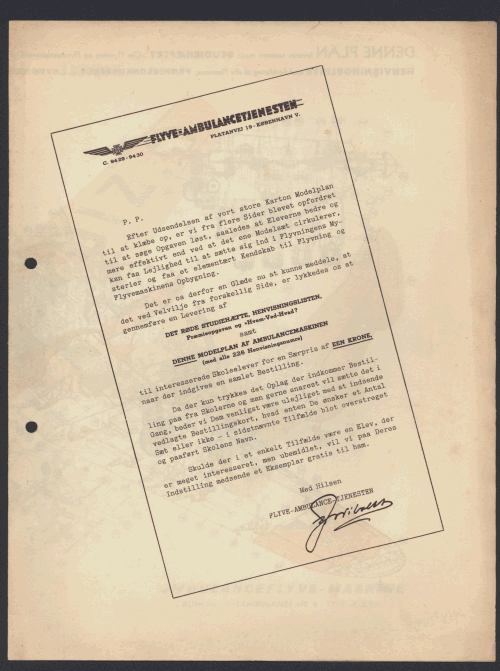 FLYVE-AMBULANCETJENESTEN
PLATANVEJ 15 - KØBENHAVN V.
C. 9429 - 9430
P. P.
Efter Udsendelsen af vort store Karton Modelplan
til at klæbe op, er vi fra flere Sider blevet opfordret
til at søge Opgaven løst, saaledes at Eleverne bedre og
mere effektivt end ved at det ene Modelsæt cirkulerer,
kan faa Lejlighed til at sætte sig ind i Flyvningens My-
sterier og faa et elementært Kendskab til Flyvning og
Flyvemaskinens Opbygning.
Det er os derfor en Glæde nu at kunne meddele, at
det ved Velvilje fra forskellig Side, er lykkedes os at
gennemføre en Levering af
DET RØDE STUDIEHÆFTE, HENVISNINGSLISTEN,
Præmieopgaven og »Hvem-Ved-Hvad?
samt
DENNE MODELPLAN AF AMBULANCEMASKINEN
(med alle 228 Henvisningsnumre)
til interesserede Skoleelever for en Særpris af EEN KRONE,
naar der indgives en samlet Bestilling.
Da der kun trykkes det Oplag der indkommer Bestil-
ling paa fra Skolerne og man gerne snarest vil sætte det i
Gang, beder vi Dem venligst være ulejliget med at indsende
vedlagte Bestillingskort, hvad enten De ønsker et Antal
Sæt eller ikke - i sidstnævnte Tilfælde blot overstreget
og paaført Skolens Navn.
Skulde der i et enkelt Tilfælde være en Elev, der
er meget interesseret, men ubemidlet, vil vi paa Deres
Indstilling medsende et Eksemplar gratis til ham.
Med Hilsen
FLYVE-AMBULANCE-TJENESTEN